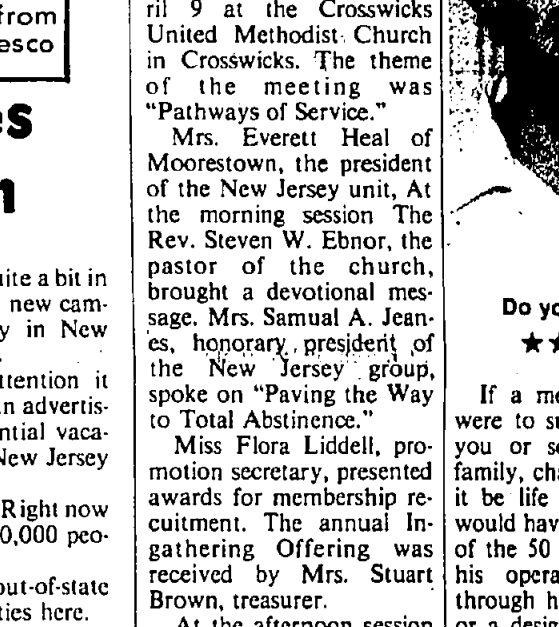 from
esco
es
n
uite a bit in
new cam-
y in New
ttention it
n advertis-
ntial vaca-
New Jersey
Right now
0,000 peo-
out-of-state
ties here.
ril 9 at the Crosswicks
United Methodist Church
in Crosswicks. The theme
of the meeting was
"Pathways of Service."
Mrs. Everett Heal of
Moorestown, the president
of the New Jersey unit, At
the morning session The
Rev. Steven W. Ebnor, the
pastor of the church,
brought a devotional mes-
sage. Mrs. Samual A. Jean-
es, honorary president of
the New Jersey group,
spoke on "Paving the Way
to Total Abstinence."
Miss Flora Liddell, pro-
motion secretary, presented
awards for membership re-
cuitment. The annual In-
gathering Offering was
received by Mrs. Stuart
Brown, treasurer.
At the afternoon session
Do yo
★
If a me
were to su
you or so
family, cha
it be life
would hav
of the 50
his opera
through h
or a desig